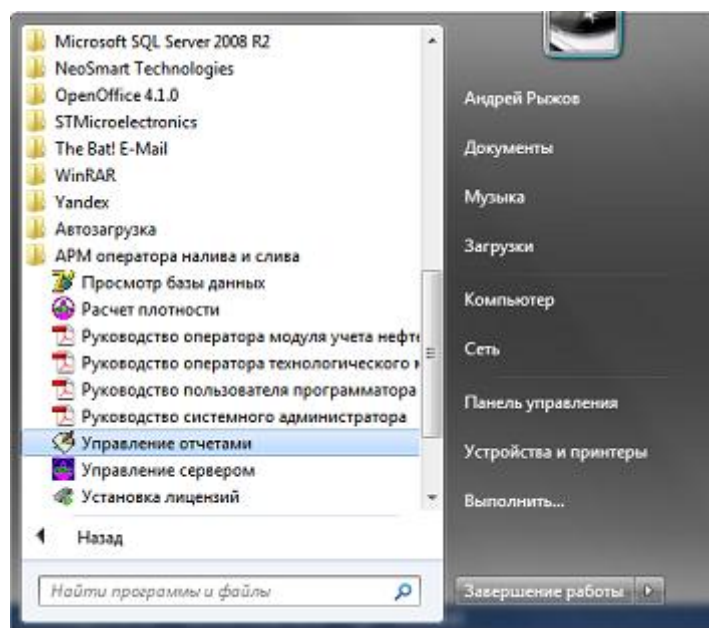 Microsoft SQL Server 2008 R2
NeoSmart Technologies
OpenOffice 4.1.0
STMicroelectronics
The Bat! E-Mail
WinRAR
Yandex
Автозагрузка
АРМ оператора налива и слива
Просмотр базы данных
Расчет плотности
Руководство оператора модуля учета нефт
Руководство оператора технологического
Руководство пользователя программатора
Руководство системного администратора
Управление отчетами
Управление сервером
Установка лицензий
Назад
Найти программы и файлы
Андрей Рыжов
Документы
Музыка
Загрузки
Компьютер
Сеть
Панель управления
Устройства и принтеры
Выполнить...
Завершение работы